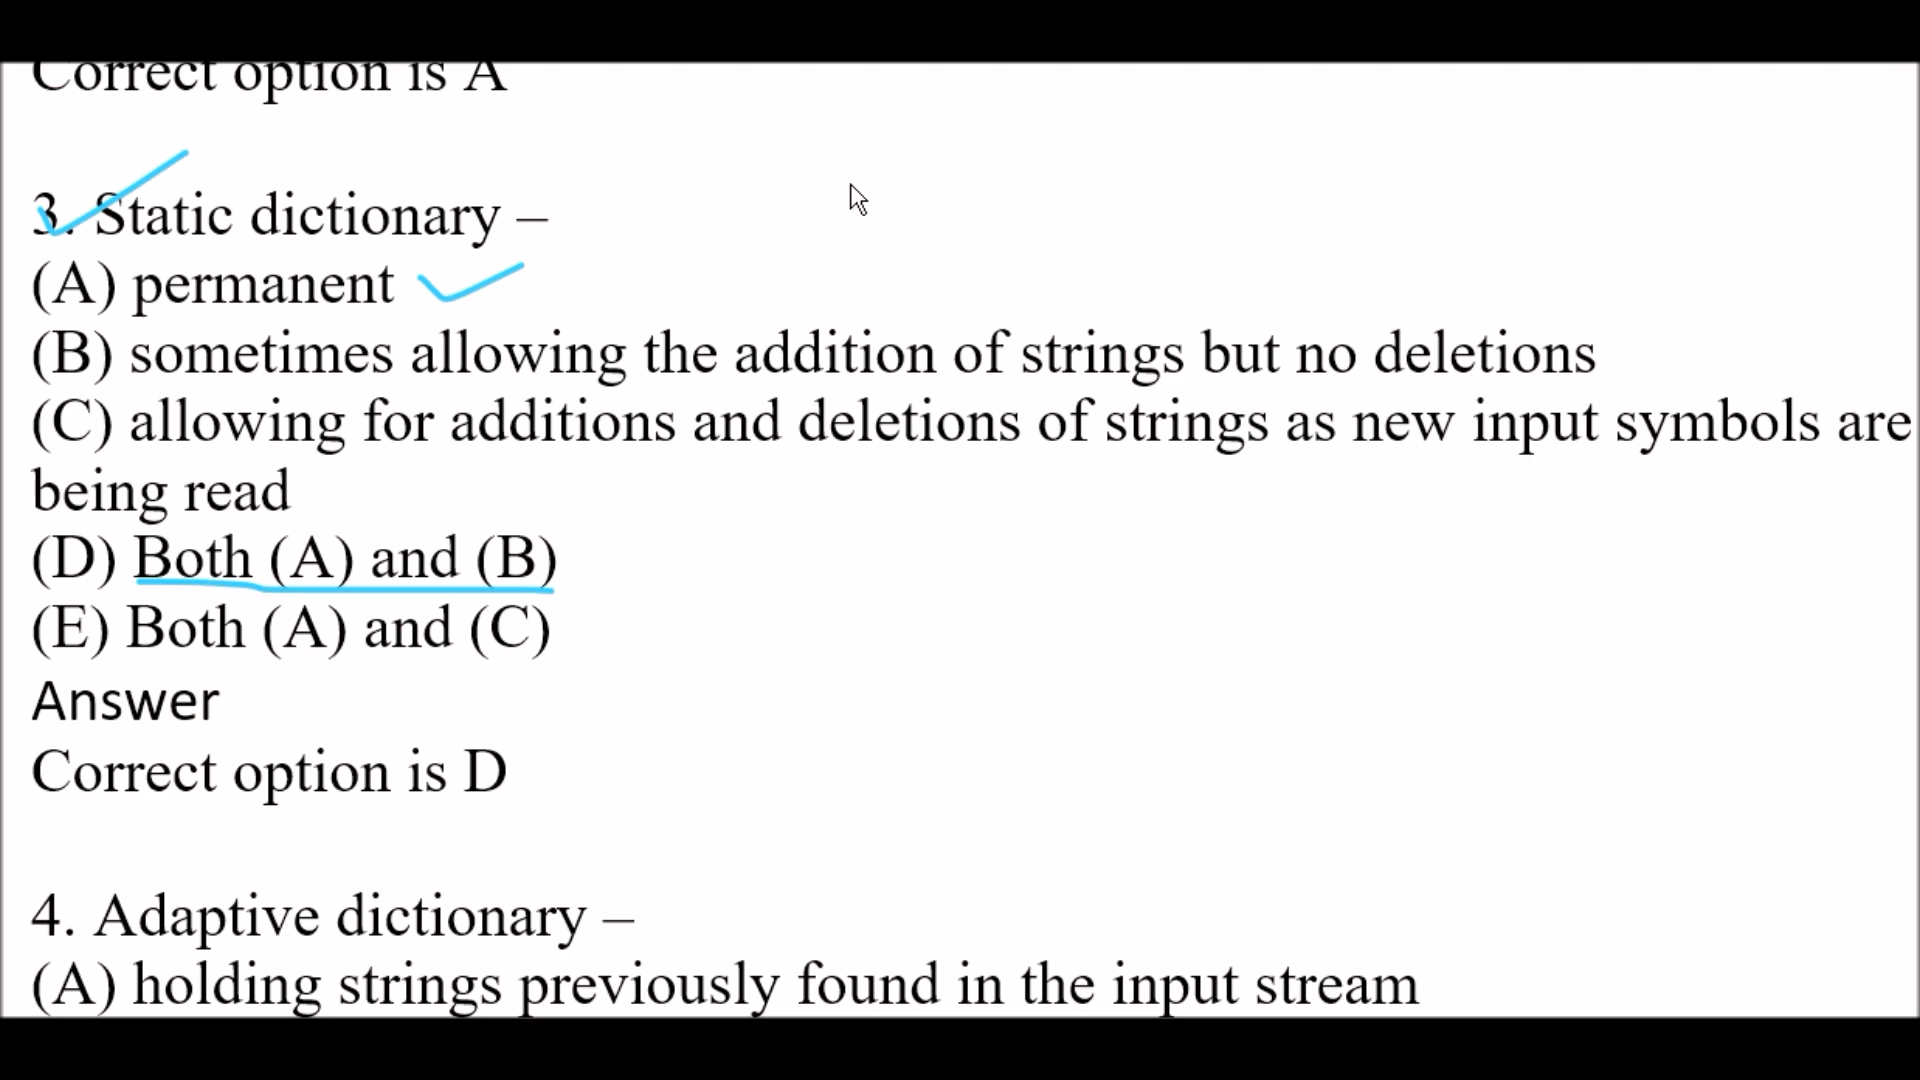 Correct option is A
3. Static dictionary –
(A) permanent
(B) sometimes allowing the addition of strings but no deletions
(C) allowing for additions and deletions of strings as new input symbols are
being read
(D) Both (A) and (B)
(E) Both (A) and (C)
Answer
Correct option is D
4. Adaptive dictionary –
(A) holding strings previously found in the input stream